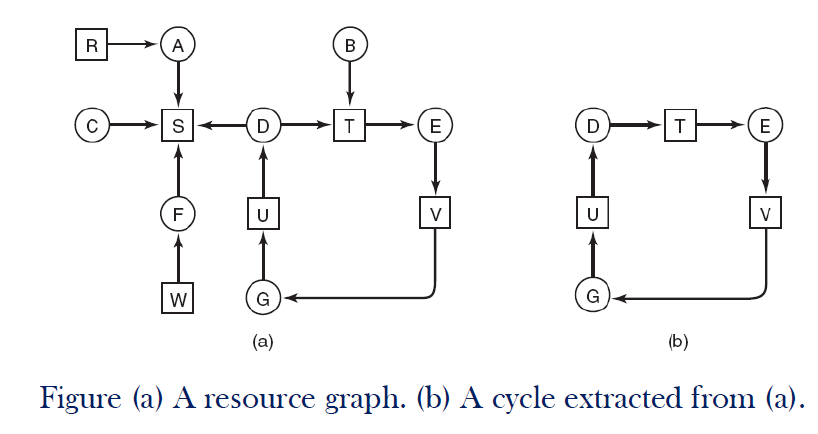 R A B
C S D T E D T E
F U V U V
W G G
(a) (b)
Figure (a) A resource graph. (b) A cycle extracted from (a).